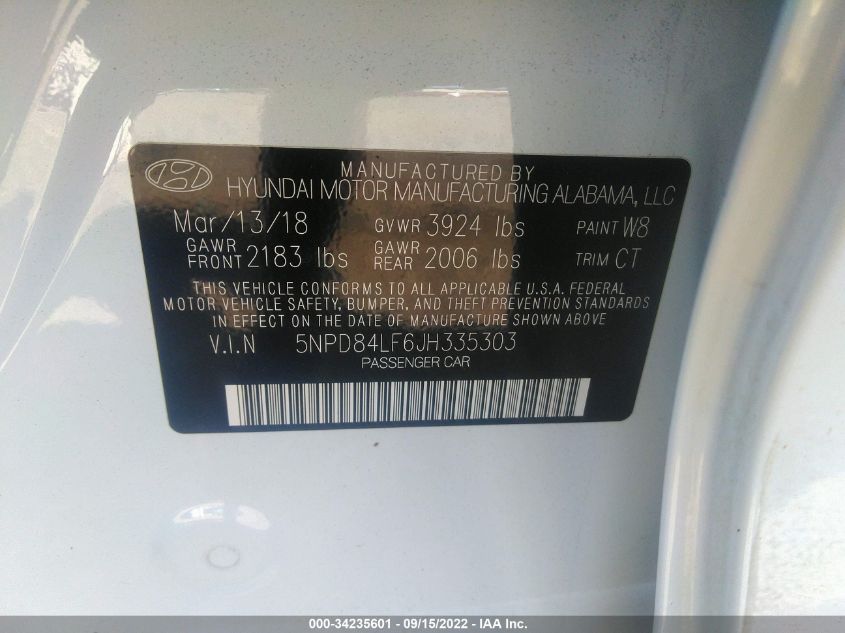 MANUFACTURED BY
HYUNDAI MOTOR MANUFACTURING ALABAMA, LLC
Mar/13/18 GVWR 3924 lbs PAINT W8
GAWR FRONT 2183 lbs GAWR REAR 2006 lbs TRIM CT
THIS VEHICLE CONFORMS TO ALL APPLICABLE U.S.A. FEDERAL
MOTOR VEHICLE SAFETY, BUMPER, AND THEFT PREVENTION STANDARDS
IN EFFECT ON THE DATE OF MANUFACTURE SHOWN ABOVE.
V.I.N 5NPD84LF6JH335303
PASSENGER CAR
000-34235601 - 09/15/2022 - IAA Inc.